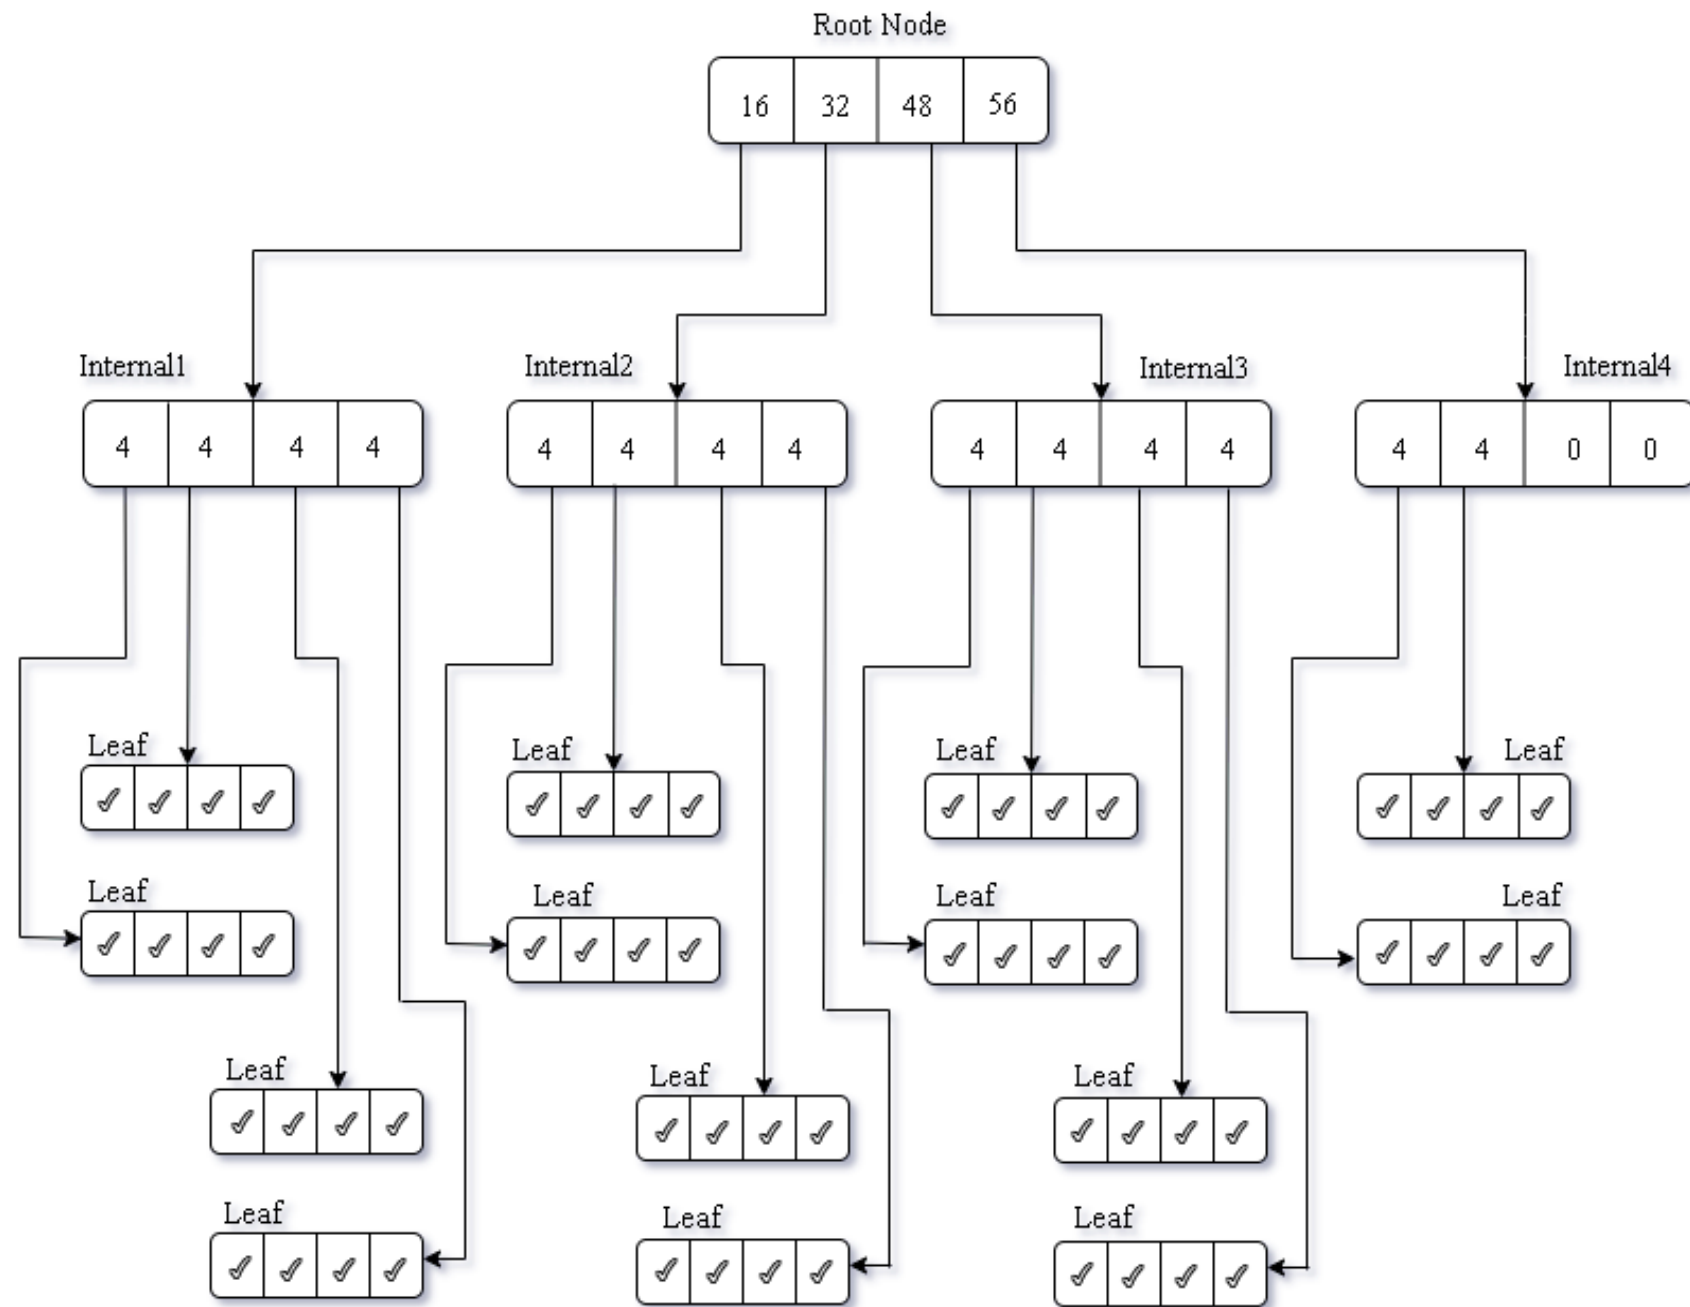 Root Node
16 32 48 56
Internal1 Internal2 Internal3 Internal4
4 4 4 4 4 4 4 4 4 4 4 4 4 4 0 0
Leaf Leaf Leaf Leaf
Leaf Leaf Leaf Leaf
Leaf Leaf Leaf
Leaf Leaf Leaf